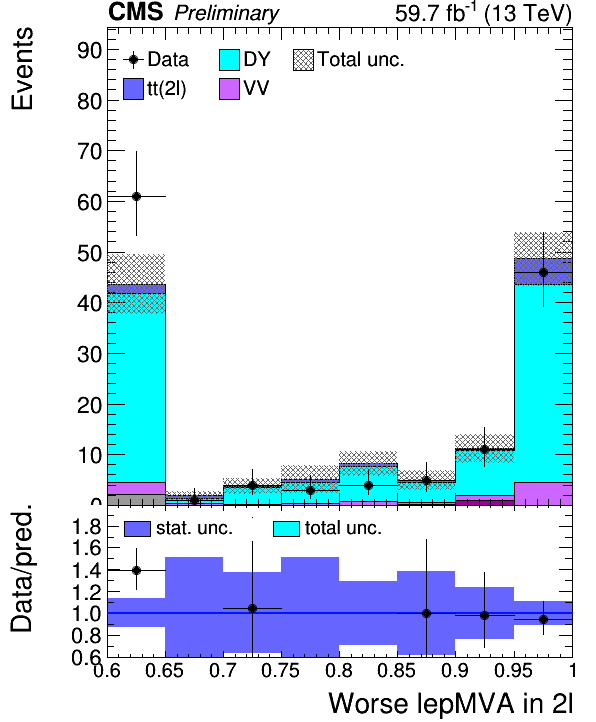 CMS Preliminary 59.7 fb⁻¹ (13 TeV)
Events
90
80
70
60
50
40
30
20
10
0
Data DY Total unc.
tt(2l) VV
Data/pred.
1.8
1.6
1.4
1.2
1.0
0.8
0.6
stat. unc. total unc.
0.6 0.65 0.7 0.75 0.8 0.85 0.9 0.95 1
Worse lepMVA in 2l